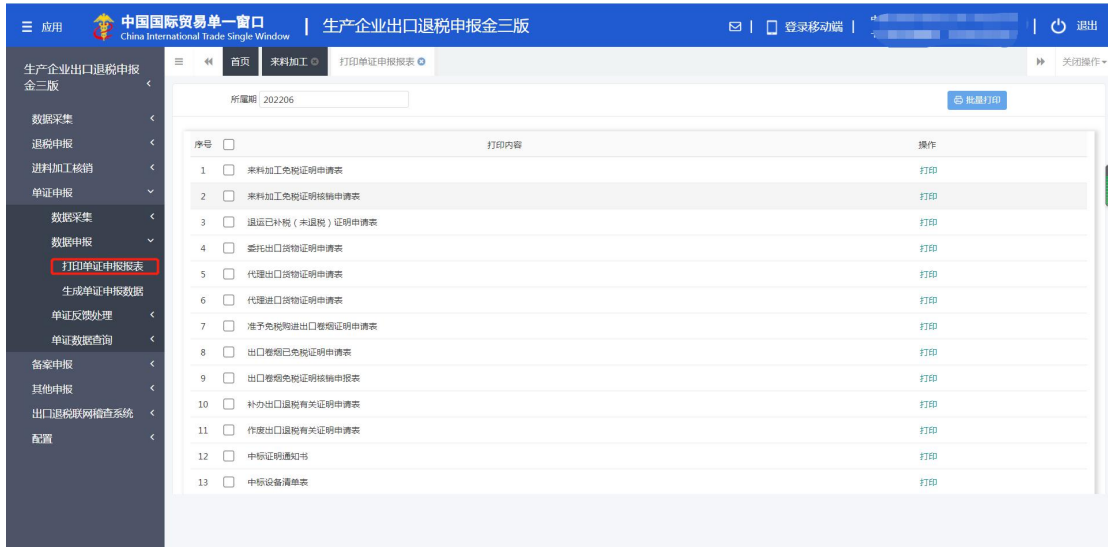 应用
中国国际贸易单一窗口
China International Trade Single Window
生产企业出口退税申报金三版
登录移动端
退出
生产企业出口退税申报金三版
数据采集
退税申报
进料加工核销
单证申报
数据采集
数据申报
打印单证申报报表
生成单证申报数据
单证反馈处理
单证数据查询
备案申报
其他申报
出口退税联网稽查系统
配置
首页
来料加工
打印单证申报报表
关闭操作
所属期 202206
批量打印
序号 打印内容 操作
1 来料加工免税证明申请表 打印
2 来料加工免税证明核销申请表 打印
3 退运已补税（未退税）证明申请表 打印
4 委托出口货物证明申请表 打印
5 代理出口货物证明申请表 打印
6 代理进口货物证明申请表 打印
7 准予免税购进出口卷烟证明申请表 打印
8 出口卷烟已免税证明申请表 打印
9 出口卷烟免税证明核销申报表 打印
10 补办出口退税有关证明申请表 打印
11 作废出口退税有关证明申请表 打印
12 中标证明通知书 打印
13 中标设备清单表 打印